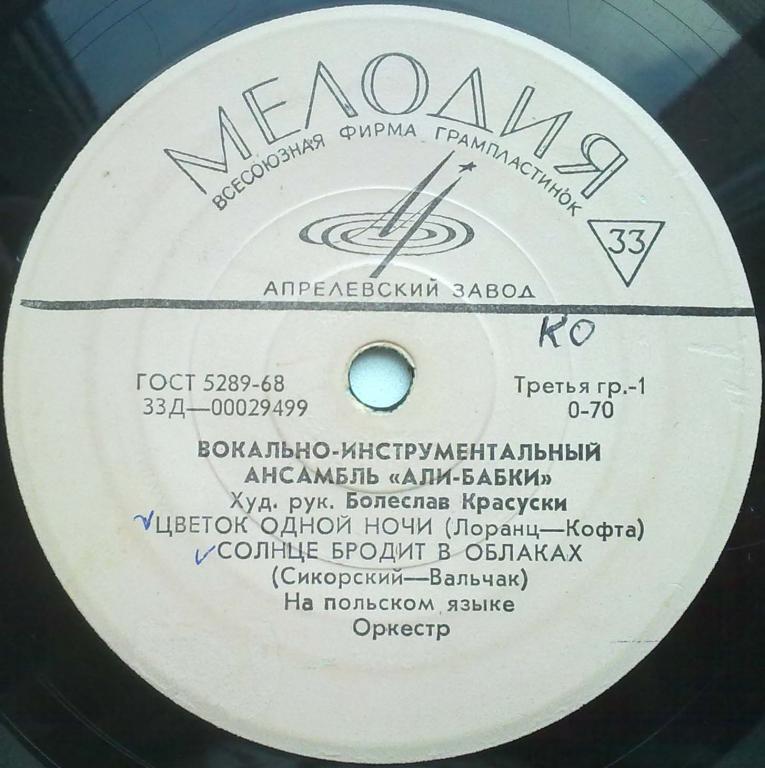 МЕЛОДИЯ
ВСЕСОЮЗНАЯ ФИРМА ГРАМПЛАСТИНОК
33
АПРЕЛЕВСКИЙ ЗАВОД
КО
ГОСТ 5289-68
Третья гр.-1
33Д—00029499
0-70
ВОКАЛЬНО-ИНСТРУМЕНТАЛЬНЫЙ
АНСАМБЛЬ «АЛИ-БАБКИ»
Худ. рук. Болеслав Красуски
ЦВЕТОК ОДНОЙ НОЧИ (Лоранц—Кофта)
СОЛНЦЕ БРОДИТ В ОБЛАКАХ
(Сикорский—Вальчак)
На польском языке
Оркестр